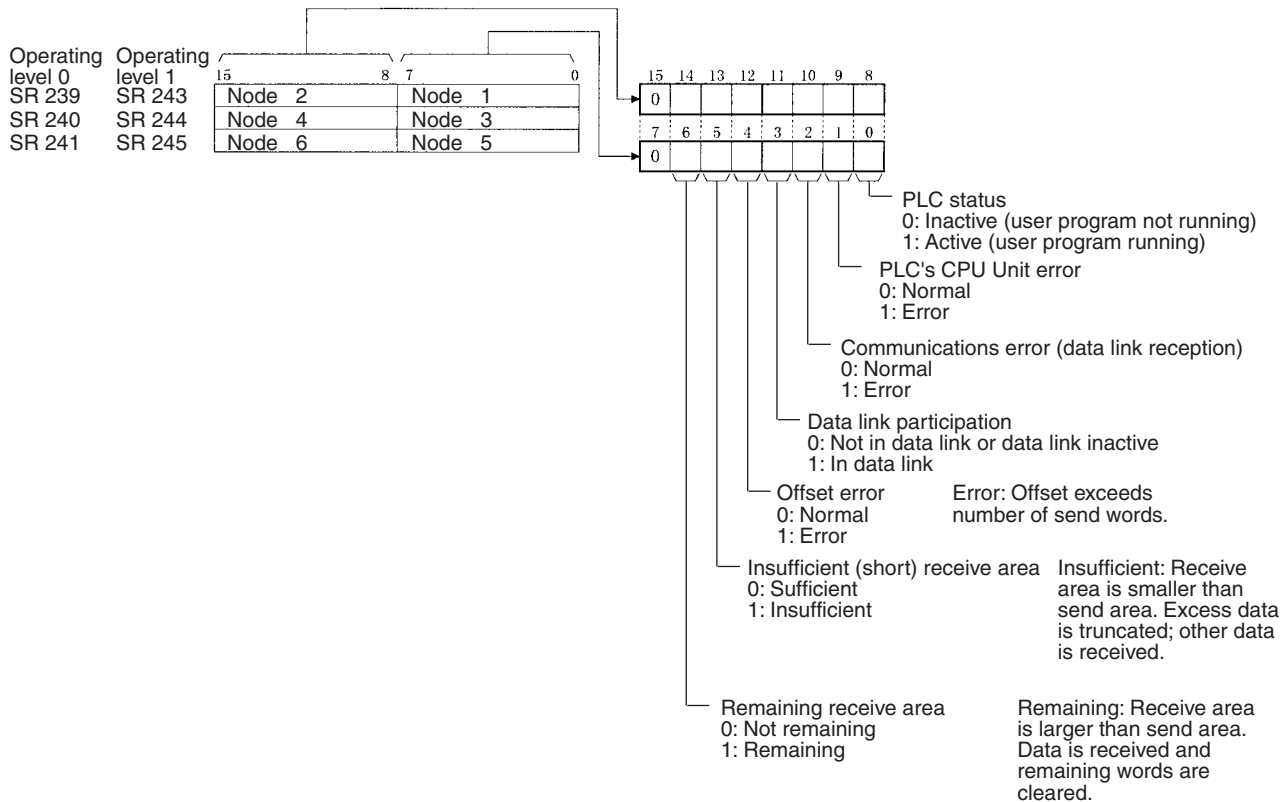 Operating Operating
level 0 level 1 15 8 7 0
SR 239 SR 243 Node 2 Node 1
SR 240 SR 244 Node 4 Node 3
SR 241 SR 245 Node 6 Node 5
15 14 13 12 11 10 9 8
0
7 6 5 4 3 2 1 0
0
PLC status
0: Inactive (user program not running)
1: Active (user program running)
PLC's CPU Unit error
0: Normal
1: Error
Communications error (data link reception)
0: Normal
1: Error
Data link participation
0: Not in data link or data link inactive
1: In data link
Offset error
0: Normal
1: Error
Error: Offset exceeds
number of send words.
Insufficient (short) receive area
0: Sufficient
1: Insufficient
Insufficient: Receive
area is smaller than
send area. Excess data
is truncated; other data
is received.
Remaining receive area
0: Not remaining
1: Remaining
Remaining: Receive area
is larger than send area.
Data is received and
remaining words are
cleared.